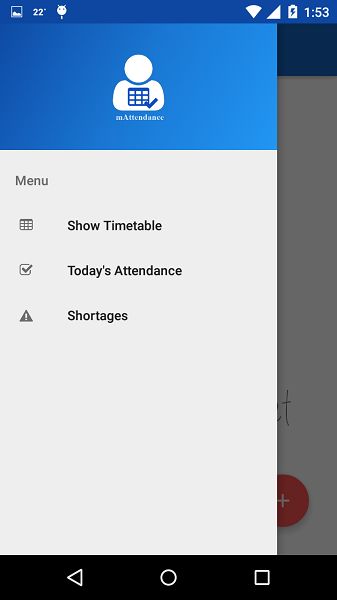 22°
1:53
mAttendance
Menu
Show Timetable
Today's Attendance
Shortages